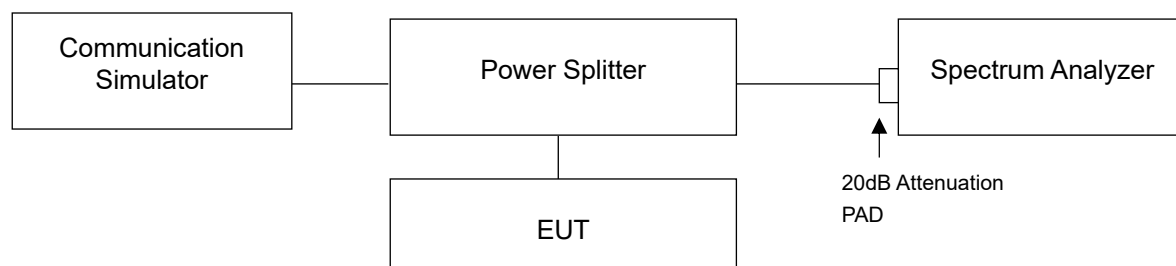 Communication
Simulator
Power Splitter
Spectrum Analyzer
20dB Attenuation
PAD
EUT